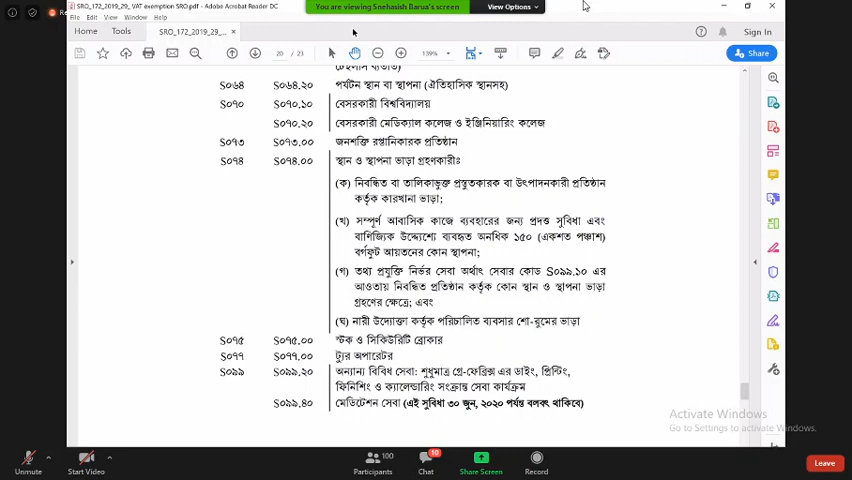 SRO_172_2019_29_ VAT exemption SRO.pdf - Adobe Acrobat Reader DC
You are viewing Snehasish Barua's screen
View Options
File Edit View Window Help
Home Tools SRO_172_2019_29_... × Sign In
20 / 23 139% Share
S০৬৪ S০৬৪.২০ পর্যটন স্থান বা স্থাপনা (ঐতিহাসিক স্থানসহ)
S০৭০ S০৭০.১০ বেসরকারী বিশ্ববিদ্যালয়
S০৭০.২০ বেসরকারী মেডিক্যাল কলেজ ও ইঞ্জিনিয়ারিং কলেজ
S০৭৩ S০৭৩.০০ জনশক্তি রপ্তানিকারক প্রতিষ্ঠান
S০৭৪ S০৭৪.০০ স্থান ও স্থাপনা ভাড়া গ্রহণকারীঃ
(ক) নিবন্ধিত বা তালিকাভুক্ত প্রস্তুতকারক বা উৎপাদনকারী প্রতিষ্ঠান
কর্তৃক কারখানা ভাড়া;
(খ) সম্পূর্ণ আবাসিক কাজে ব্যবহারের জন্য প্রদত্ত সুবিধা এবং
বাণিজ্যিক উদ্দ্যেশ্যে ব্যবহৃত অনধিক ১৫০ (একশত পঞ্চাশ)
বর্গফুট আয়তনের কোন স্থাপনা;
(গ) তথ্য প্রযুক্তি নির্ভর সেবা অর্থাৎ সেবার কোড S০৯৯.১০ এর
আওতায় নিবন্ধিত প্রতিষ্ঠান কর্তৃক কোন স্থান ও স্থাপনা ভাড়া
গ্রহণের ক্ষেত্রে; এবং
(ঘ) নারী উদ্যোক্তা কর্তৃক পরিচালিত ব্যবসার শো-রুমের ভাড়া
S০৭৫ S০৭৫.০০ স্টক ও সিকিউরিটি ব্রোকার
S০৭৭ S০৭৭.০০ ট্যুর অপারেটর
S০৯৯ S০৯৯.২০ অন্যান্য বিবিধ সেবা: শুধুমাত্র গ্রে-ফেব্রিক্স এর ডাইং, প্রিন্টিং,
ফিনিশিং ও ক্যালেন্ডারিং সংক্রান্ত সেবা কার্যক্রম
S০৯৯.৪০ মেডিটেশন সেবা (এই সুবিধা ৩০ জুন, ২০২০ পর্যন্ত বলবৎ থাকিবে)
Activate Windows
Go to Settings to activate Windows.
100 10
Unmute Start Video Participants Chat Share Screen Record Leave